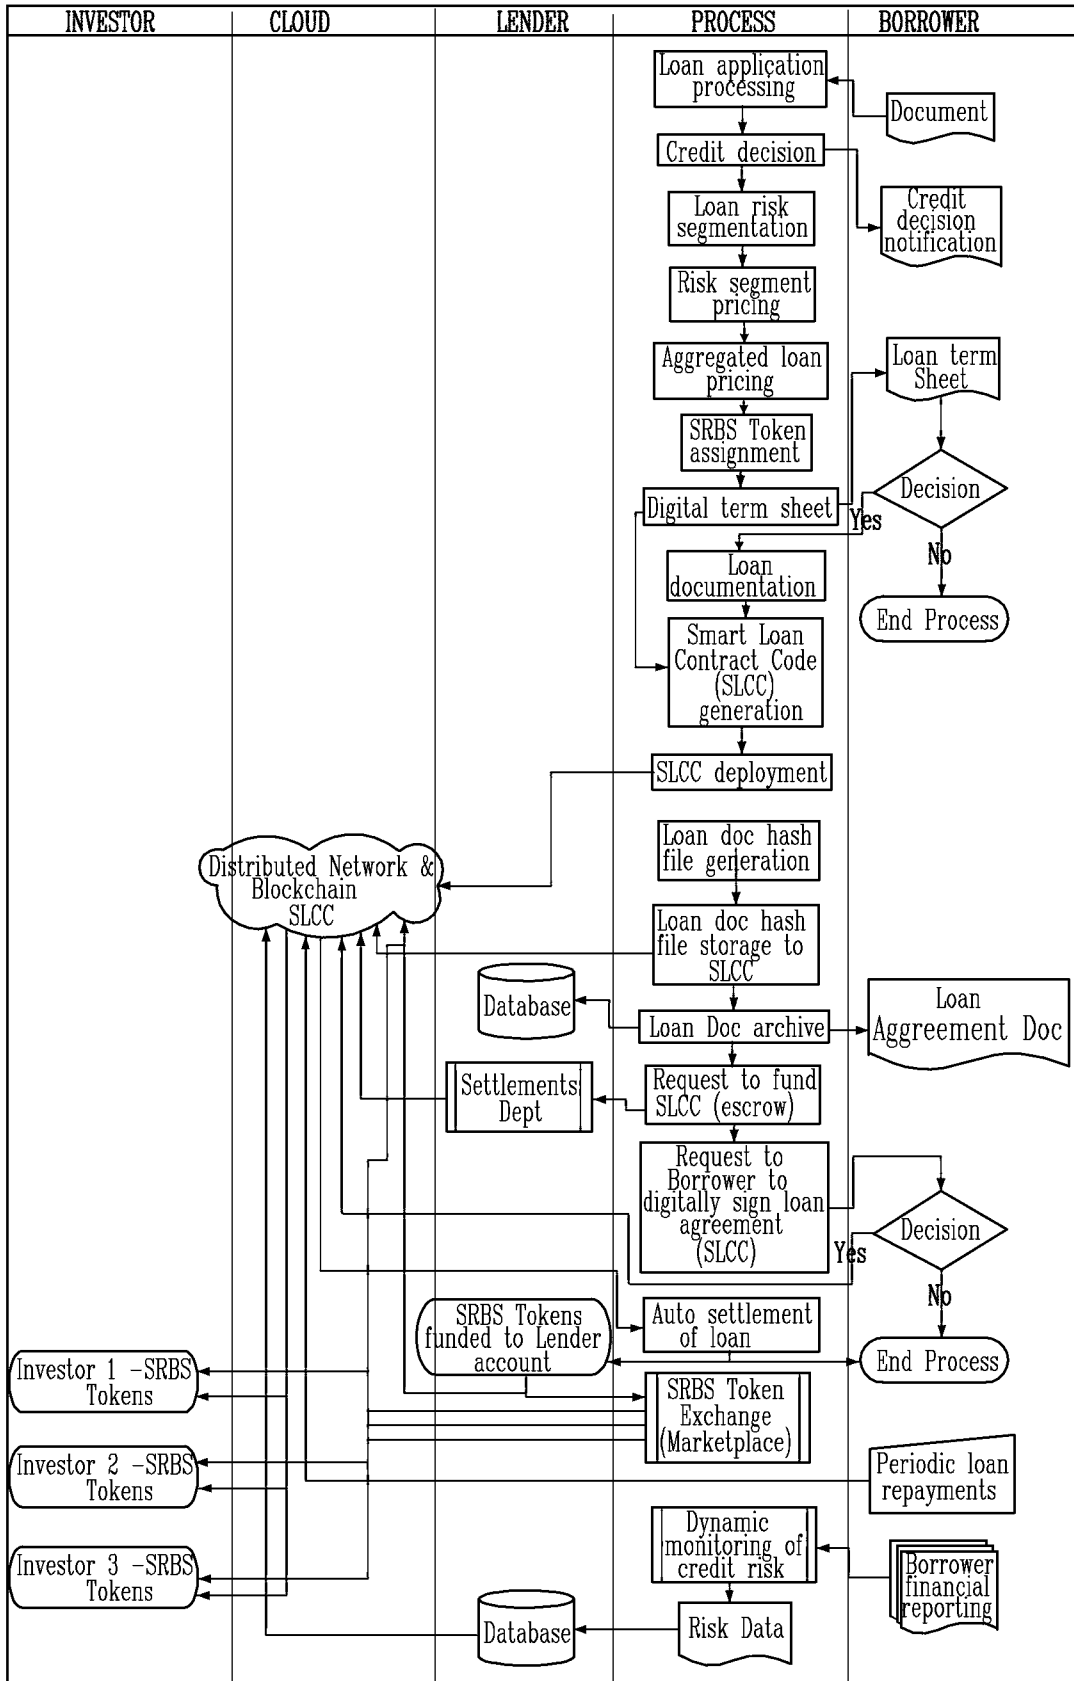 INVESTOR CLOUD LENDER PROCESS BORROWER
Loan application
processing
Document
Credit decision
Credit
decision
notification
Loan risk
segmentation
Risk segment
pricing
Aggregated loan
pricing
Loan term
Sheet
SRBS Token
assignment
Decision
Digital term sheet
Yes
No
Loan
documentation
End Process
Smart Loan
Contract Code
(SLCC)
generation
SLCC deployment
Loan doc hash
file generation
Distributed Network &
Blockchain
SLCC
Loan doc hash
file storage to
SLCC
Database
Loan Doc archive
Loan
Aggreement Doc
Settlements
Dept
Request to fund
SLCC (escrow)
Request to
Borrower to
digitally sign loan
agreement
(SLCC)
Decision
Yes
No
SRBS Tokens
funded to Lender
account
Auto settlement
of loan
End Process
Investor 1 -SRBS
Tokens
SRBS Token
Exchange
(Marketplace)
Investor 2 -SRBS
Tokens
Periodic loan
repayments
Dynamic
monitoring of
credit risk
Investor 3 -SRBS
Tokens
Borrower
financial
reporting
Database
Risk Data